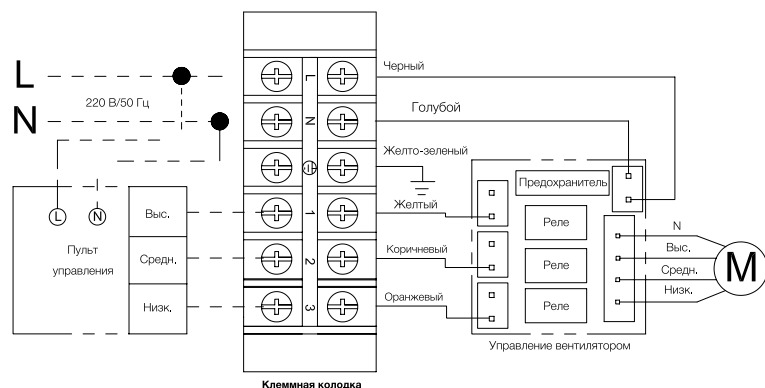 L
N
220 В/50 Гц
L
N
Пульт
управления
Выс.
Средн.
Низк.
L
N
1
2
3
Черный
Голубой
Желто-зеленый
Желтый
Коричневый
Оранжевый
Предохранитель
Реле
Реле
Реле
N
Выс.
Средн.
Низк.
M
Управление вентилятором
Клеммная колодка